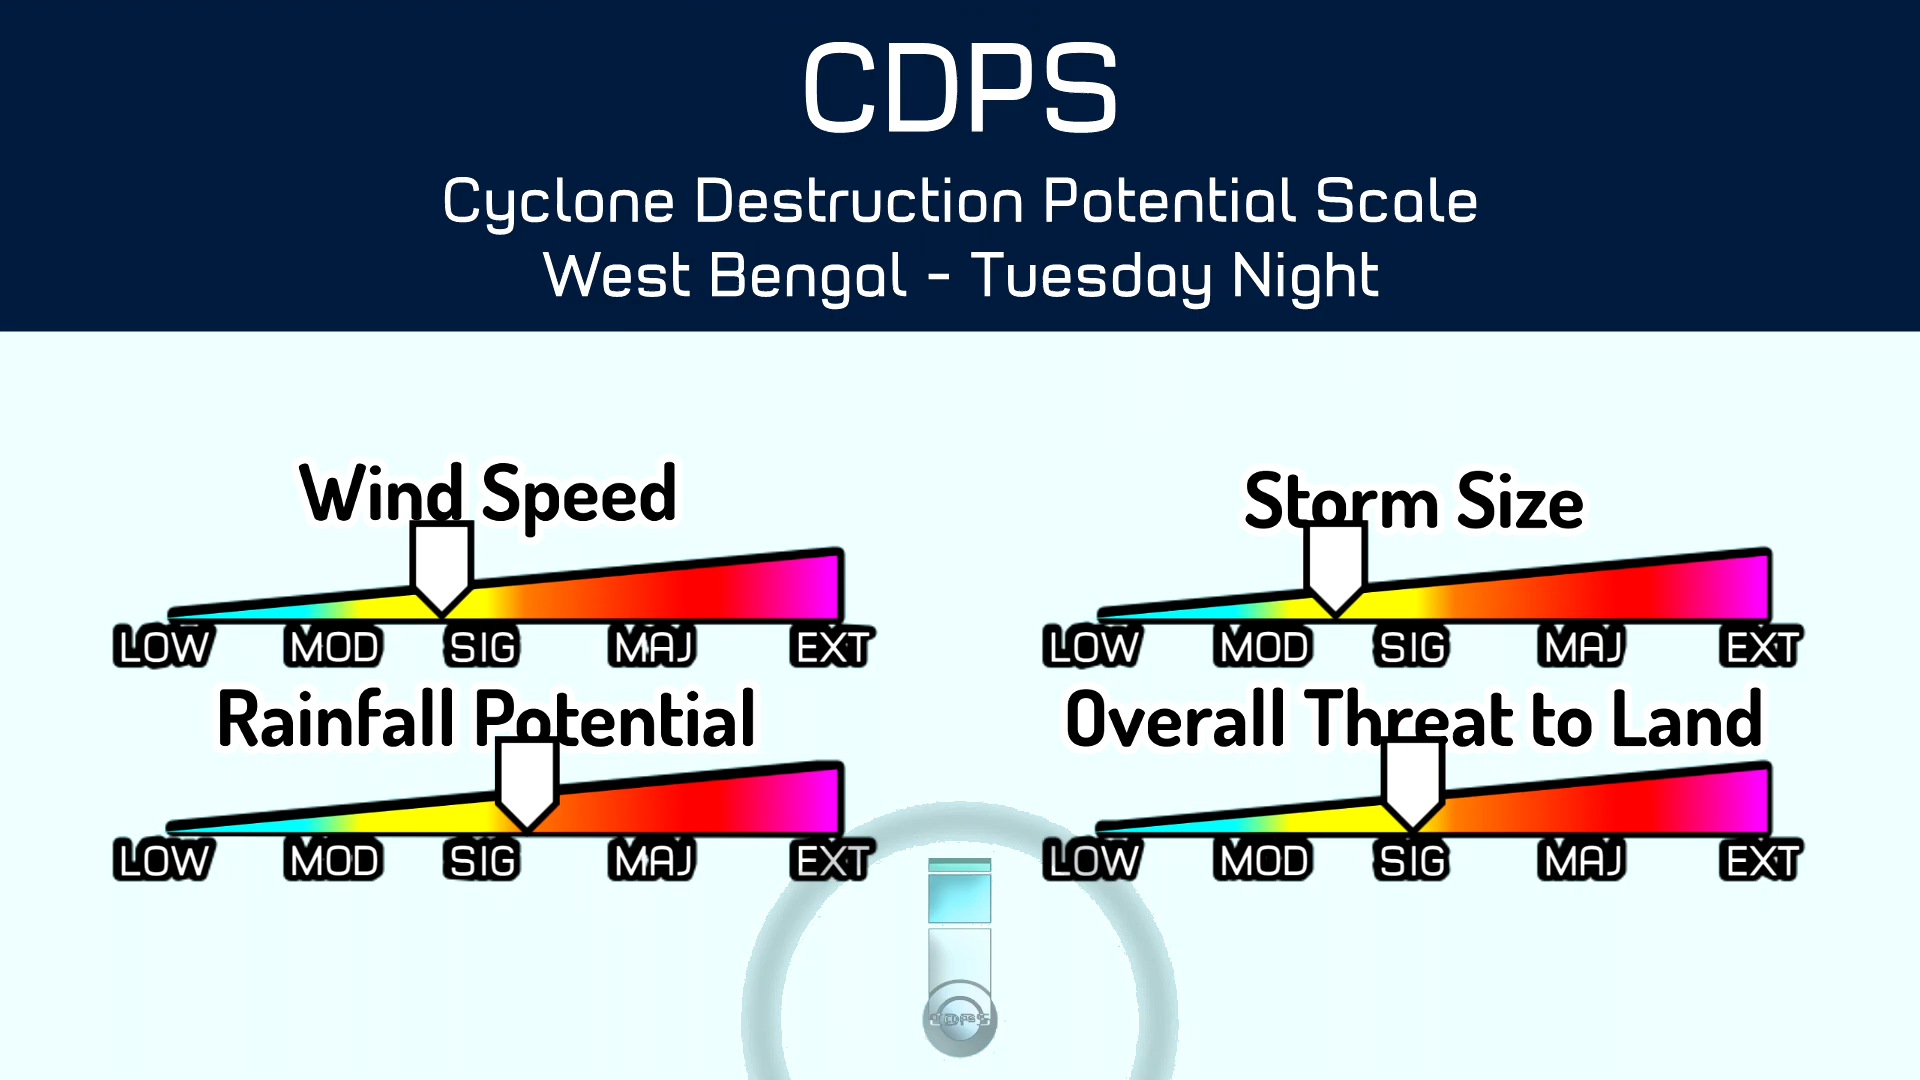 CDPS
Cyclone Destruction Potential Scale
West Bengal - Tuesday Night
Wind Speed
LOW MOD SIG MAJ EXT
Storm Size
LOW MOD SIG MAJ EXT
Rainfall Potential
LOW MOD SIG MAJ EXT
Overall Threat to Land
LOW MOD SIG MAJ EXT